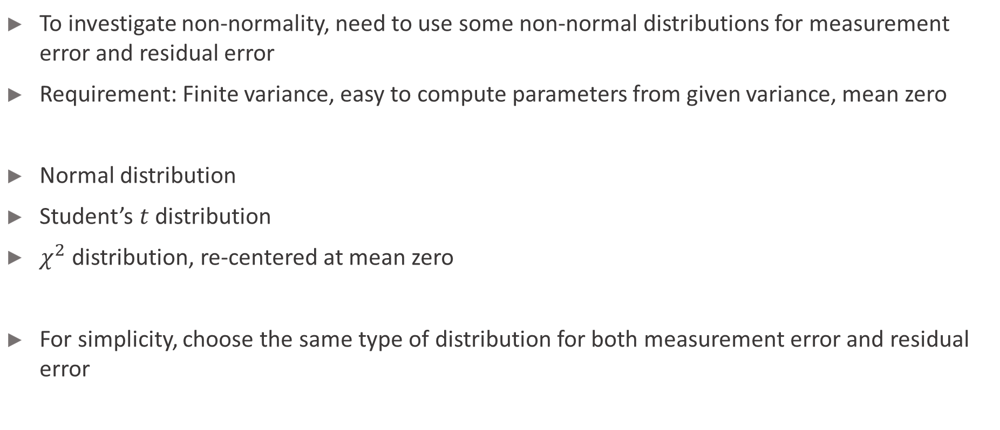 ► To investigate non-normality, need to use some non-normal distributions for measurement
error and residual error
► Requirement: Finite variance, easy to compute parameters from given variance, mean zero
► Normal distribution
► Student’s t distribution
► χ² distribution, re-centered at mean zero
► For simplicity, choose the same type of distribution for both measurement error and residual
error